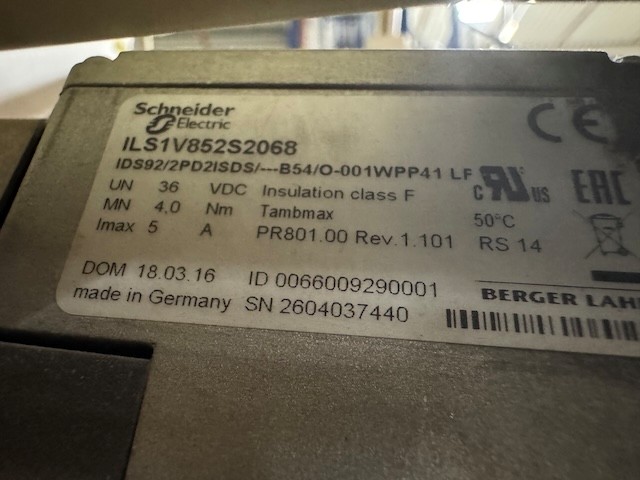 Schneider
Electric
ILS1V852S2068
IDS92/2PD2ISDS/---B54/O-001WPP41 LF
UN 36 VDC Insulation class F
MN 4,0 Nm Tambmax 50°C
Imax 5 A PR801.00 Rev.1.101 RS 14
DOM 18.03.16 ID 0066009290001
made in Germany SN 2604037440
CE
c RU US
EAC
BERGER LAH